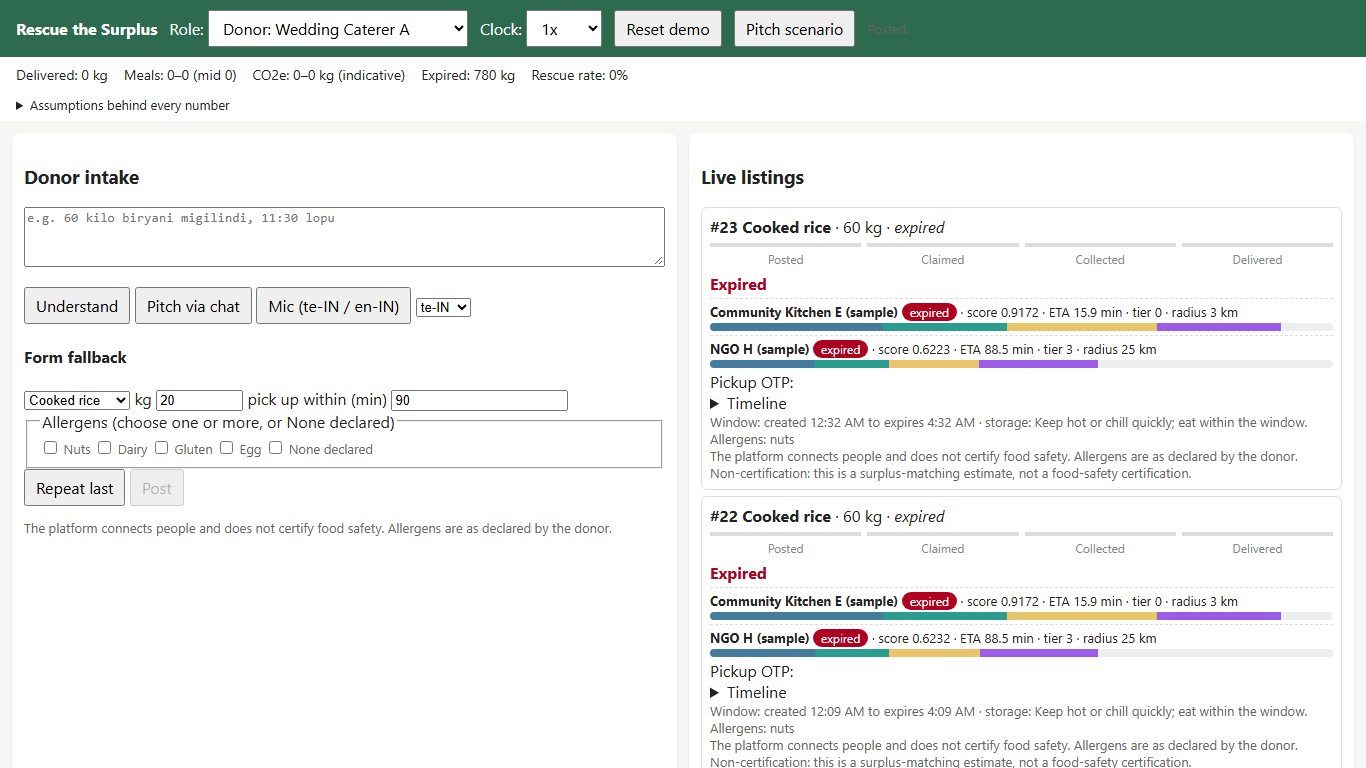 Rescue the Surplus Role: Donor: Wedding Caterer A Clock: 1x Reset demo Pitch scenario Posted.
Delivered: 0 kg Meals: 0–0 (mid 0) CO2e: 0–0 kg (indicative) Expired: 780 kg Rescue rate: 0%
Assumptions behind every number
Donor intake
e.g. 60 kilo biryani migilindi, 11:30 lopu
Understand Pitch via chat Mic (te-IN / en-IN) te-IN
Form fallback
Cooked rice kg 20 pick up within (min) 90
Allergens (choose one or more, or None declared)
Nuts Dairy Gluten Egg None declared
Repeat last Post
The platform connects people and does not certify food safety. Allergens are as declared by the donor.
Live listings
#23 Cooked rice · 60 kg · expired
Posted Claimed Collected Delivered
Expired
Community Kitchen E (sample) expired · score 0.9172 · ETA 15.9 min · tier 0 · radius 3 km
NGO H (sample) expired · score 0.6223 · ETA 88.5 min · tier 3 · radius 25 km
Pickup OTP:
Timeline
Window: created 12:32 AM to expires 4:32 AM · storage: Keep hot or chill quickly; eat within the window.
Allergens: nuts
The platform connects people and does not certify food safety. Allergens are as declared by the donor.
Non-certification: this is a surplus-matching estimate, not a food-safety certification.
#22 Cooked rice · 60 kg · expired
Posted Claimed Collected Delivered
Expired
Community Kitchen E (sample) expired · score 0.9172 · ETA 15.9 min · tier 0 · radius 3 km
NGO H (sample) expired · score 0.6232 · ETA 88.5 min · tier 3 · radius 25 km
Pickup OTP:
Timeline
Window: created 12:09 AM to expires 4:09 AM · storage: Keep hot or chill quickly; eat within the window.
Allergens: nuts
The platform connects people and does not certify food safety. Allergens are as declared by the donor.
Non-certification: this is a surplus-matching estimate, not a food-safety certification.